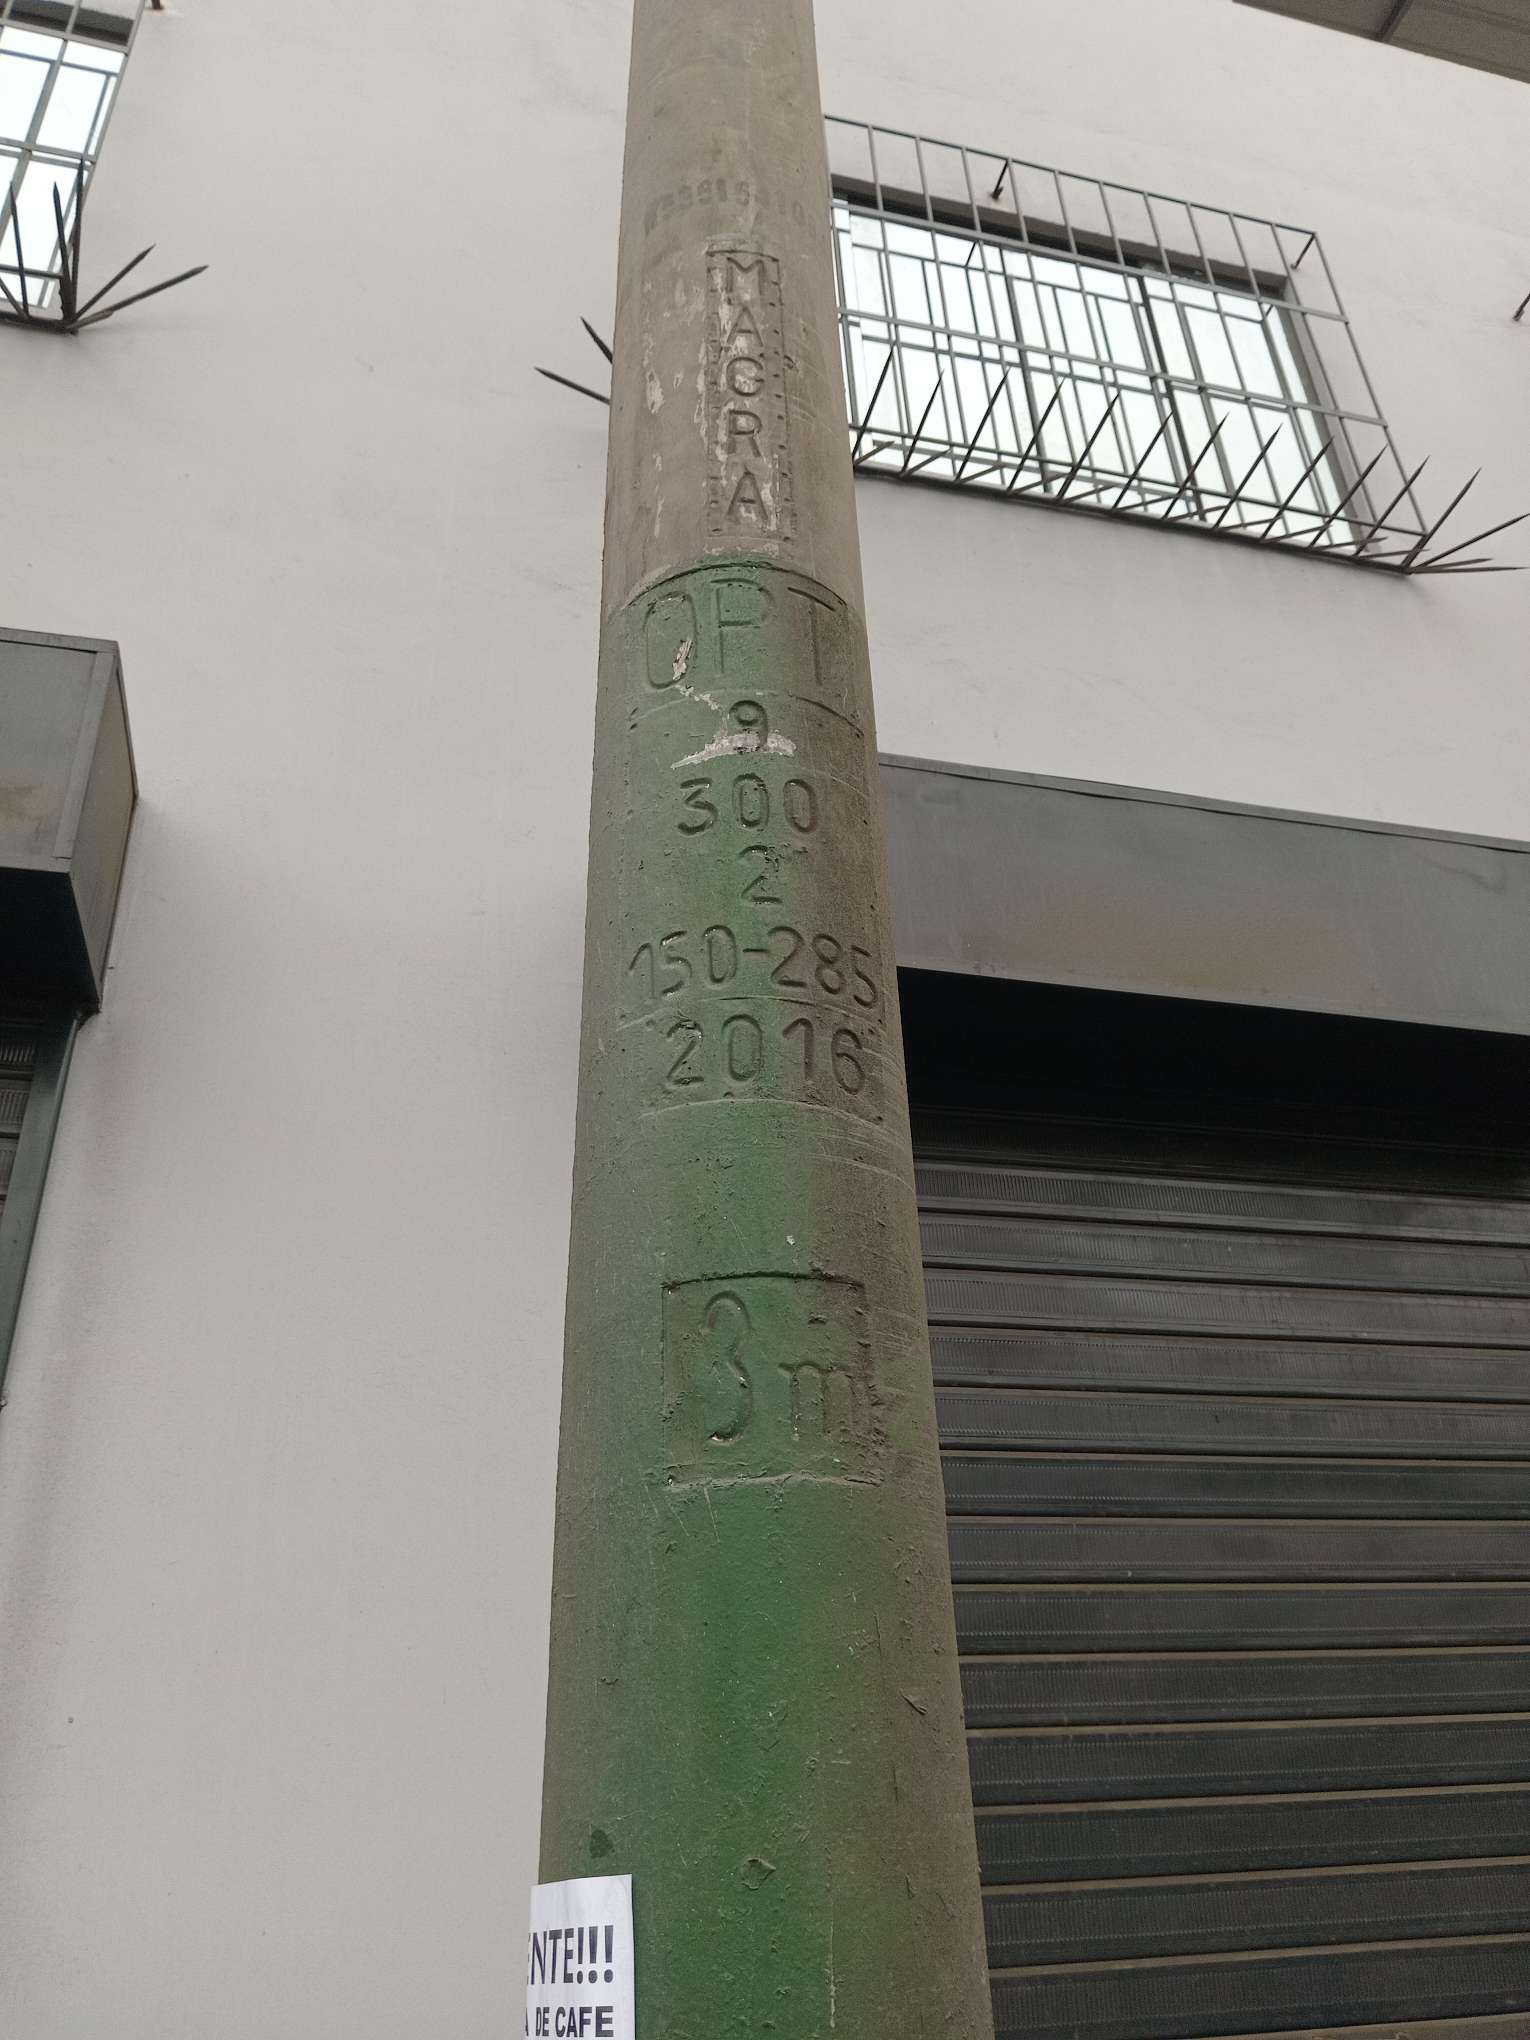 MAGRA
OPT
9
300
2
150-285
2016
3m
ENTE!!!
A DE CAFE